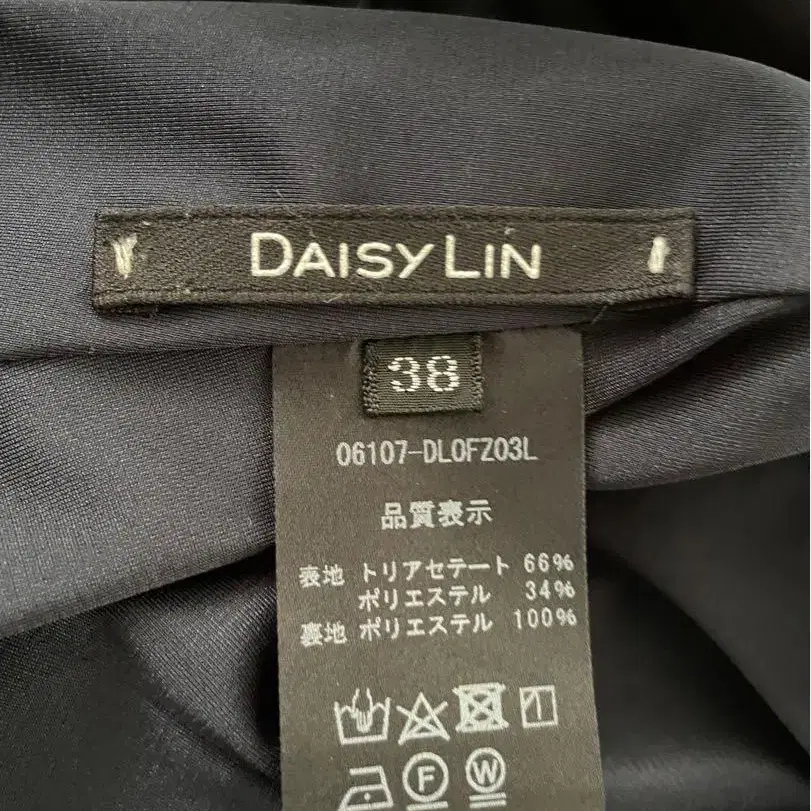 DAISY LIN
38
06107-DLOFZ03L
品質表示
表地 トリアセテート 66%
ポリエステル 34%
裏地 ポリエステル 100%
F W